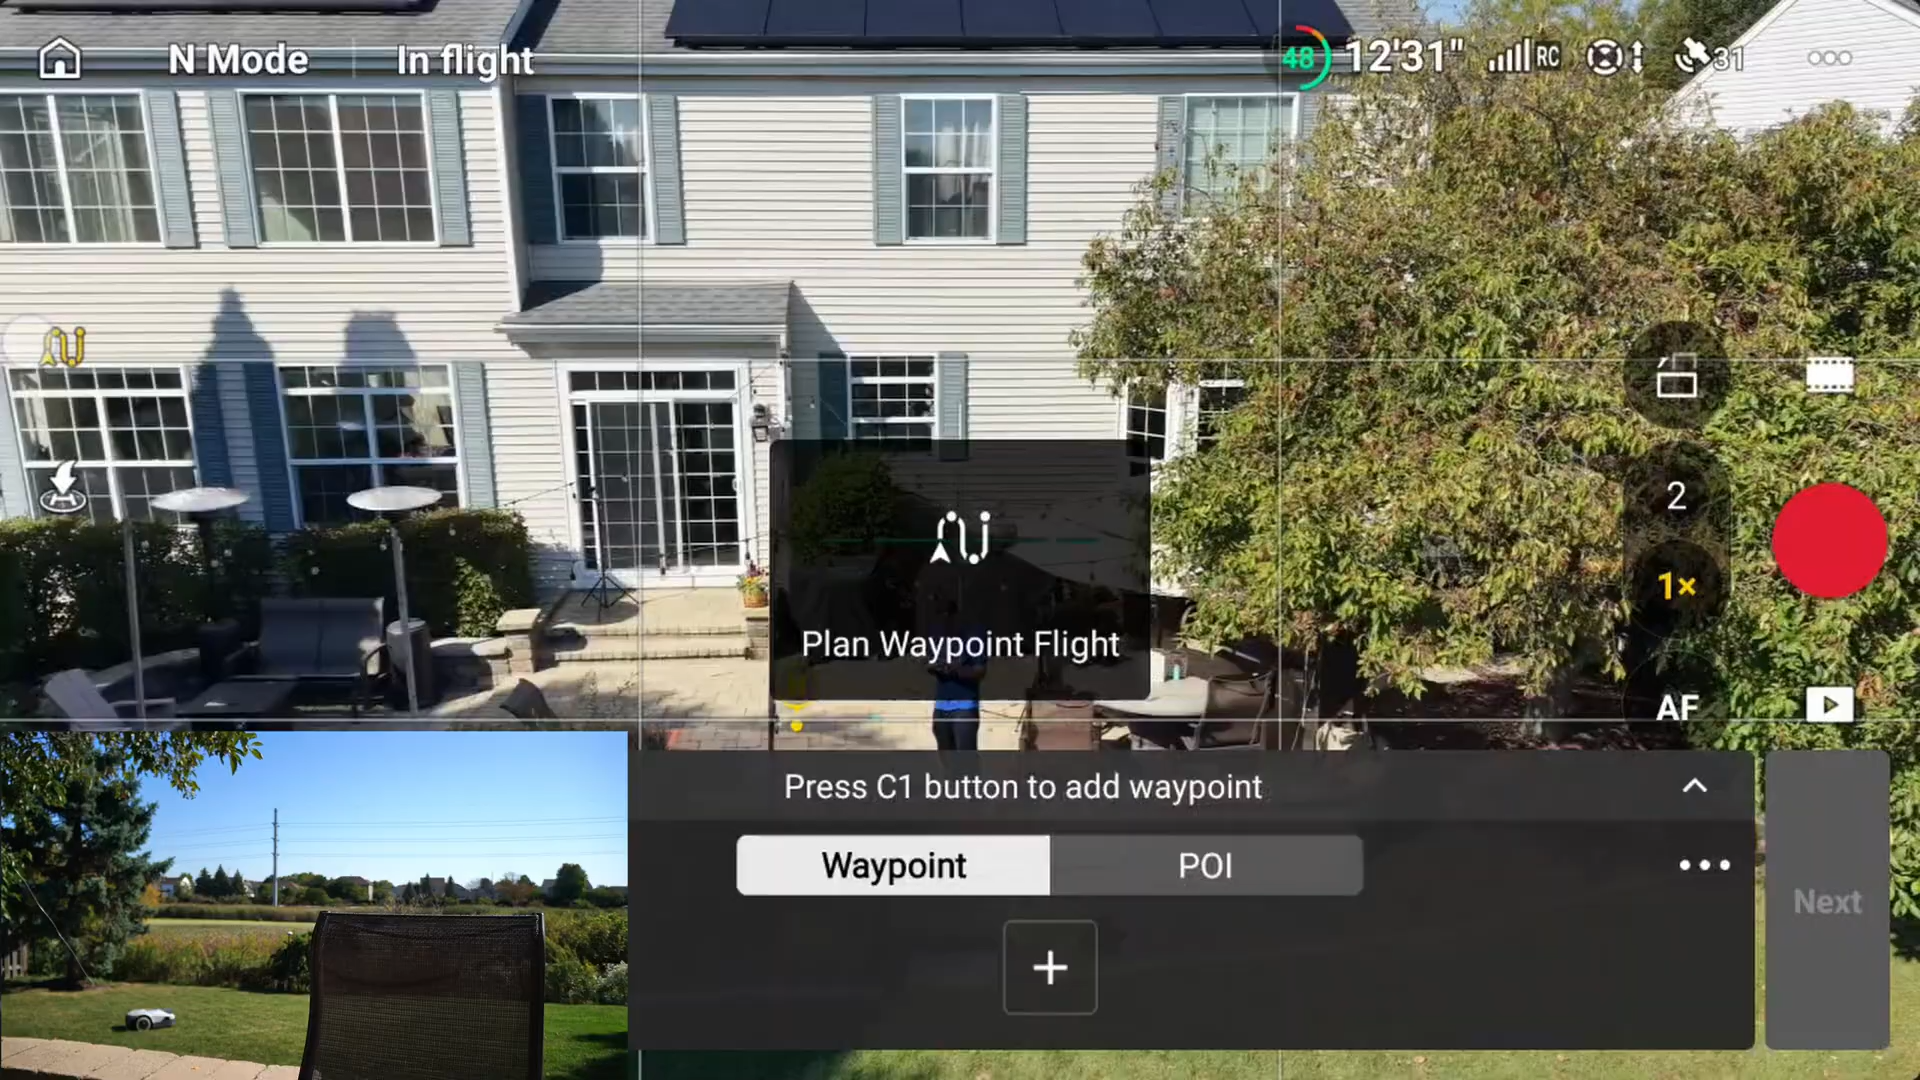 N Mode
In flight
48
12'31"
RC
31
2
1×
Plan Waypoint Flight
AF
Press C1 button to add waypoint
Waypoint
POI
Next